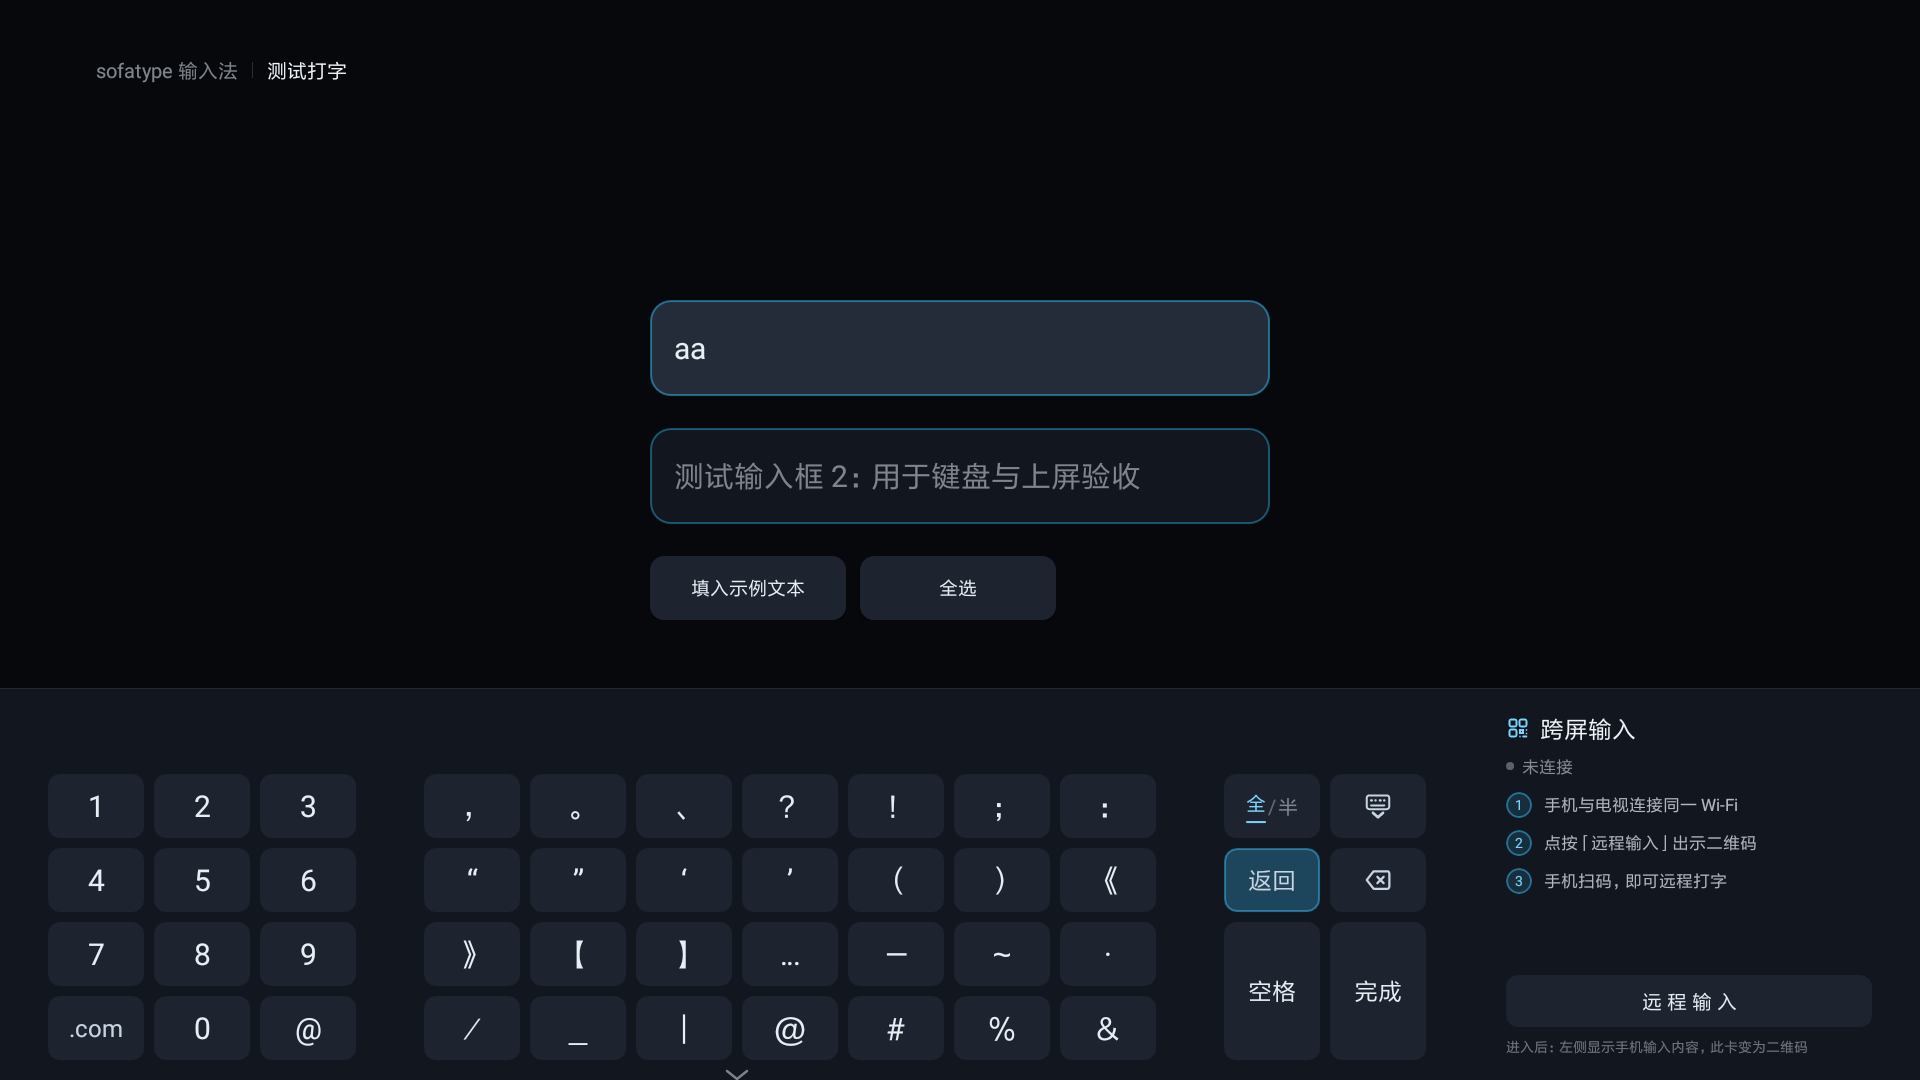 sofatype 输入法 测试打字
aa
测试输入框 2：用于键盘与上屏验收
填入示例文本 全选
1 2 3 ， 。 、 ？ ！ ； ： 全/半
4 5 6 “ ” ‘ ’ （ ） 《 返回
7 8 9 》 【 】 … — ~ ·
.com 0 @ / _ | @ # % & 空格 完成
跨屏输入
未连接
1 手机与电视连接同一 Wi-Fi
2 点按「远程输入」出示二维码
3 手机扫码，即可远程打字
远程输入
进入后：左侧显示手机输入内容，此卡变为二维码